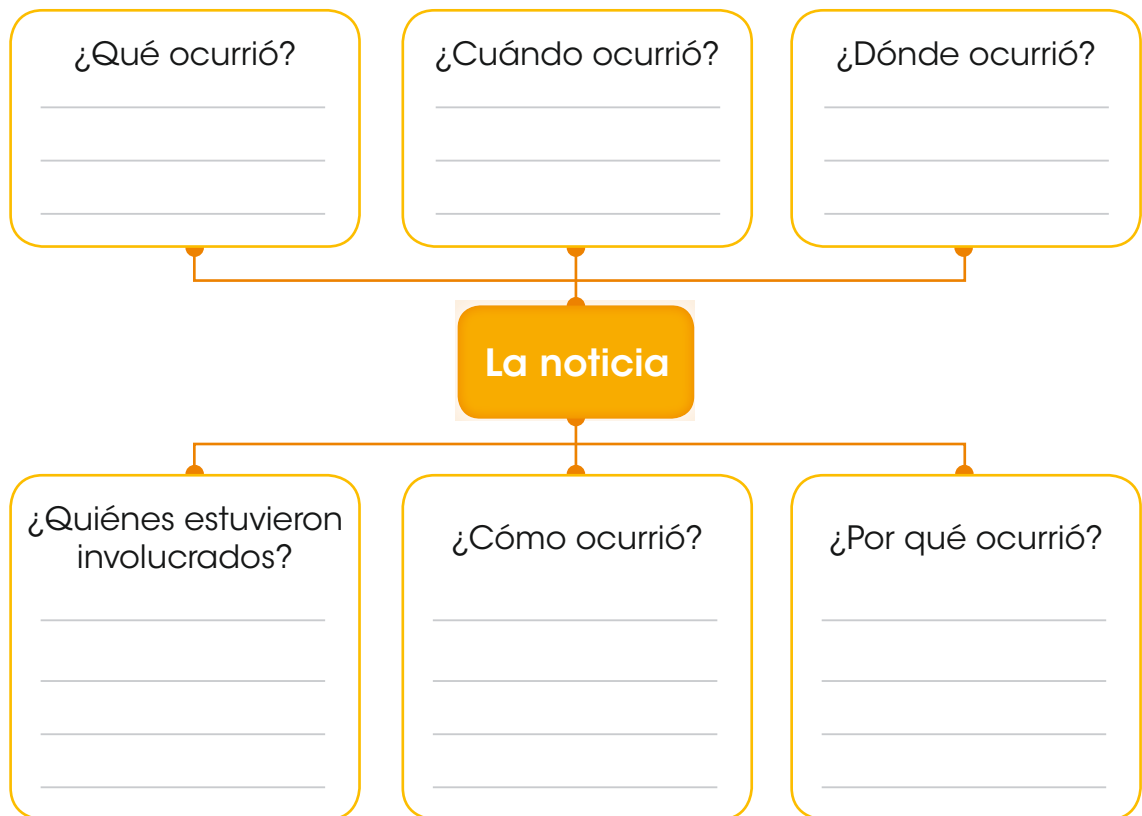 ¿Qué ocurrió?
¿Cuándo ocurrió?
¿Dónde ocurrió?
La noticia
¿Quiénes estuvieron
involucrados?
¿Cómo ocurrió?
¿Por qué ocurrió?